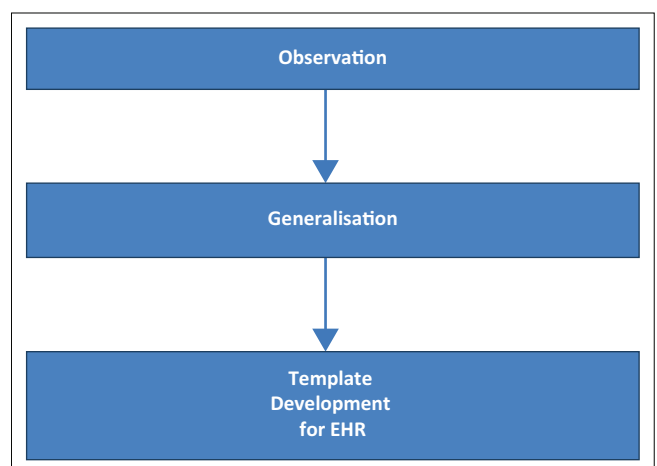 Observation
Generalisation
Template
Development
for EHR